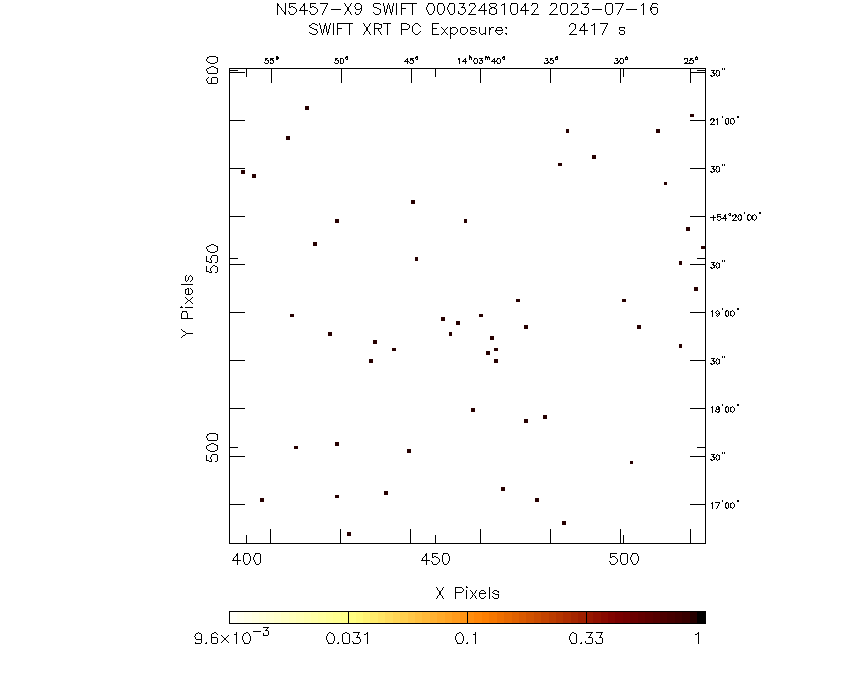 N5457-X9 SWIFT 00032481042 2023-07-16
SWIFT XRT PC Exposure: 2417 s
55ˢ 50ˢ 45ˢ 14ʰ03ᵐ40ˢ 35ˢ 30ˢ 25ˢ
600
550
500
Y Pixels
30"
21'00"
30"
+54°20'00"
30"
19'00"
30"
18'00"
30"
17'00"
400 450 500
X Pixels
9.6×10⁻³ 0.031 0.1 0.33 1